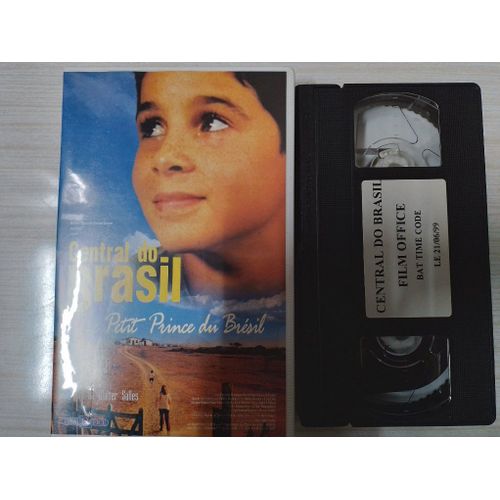 Central do
Brasil
Petit Prince du Brésil
Walter Salles
CENTRAL DO BRASIL
FILM OFFICE
BAT TIME CODE
LE 21/06/99